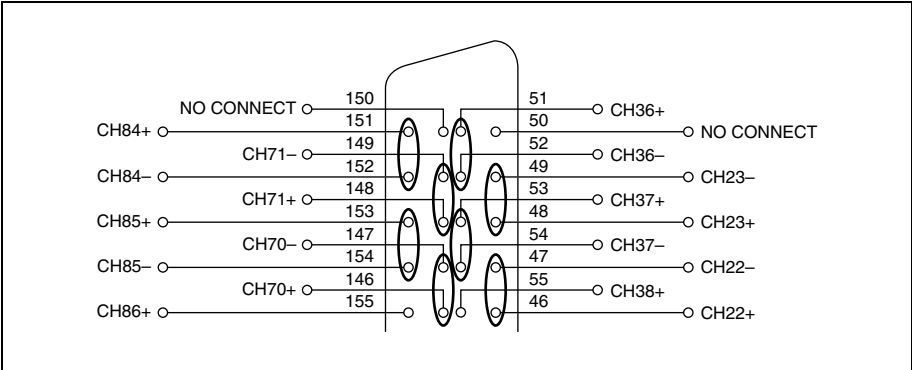 NO CONNECT 150 51 CH36+
CH84+ 151 50 NO CONNECT
CH71– 149 52 CH36–
CH84– 152 49 CH23–
CH71+ 148 53 CH37+
CH85+ 153 48 CH23+
CH70– 147 54 CH37–
CH85– 154 47 CH22–
CH70+ 146 55 CH38+
CH86+ 155 46 CH22+